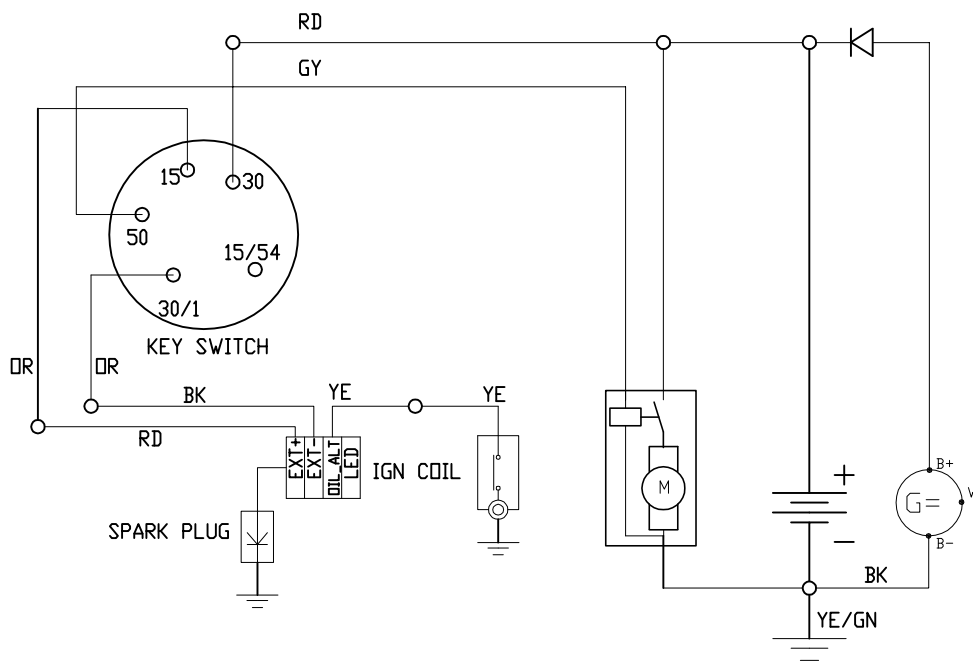 RD
GY
15
30
50
15/54
30/1
KEY SWITCH
OR
OR
BK
YE
YE
RD
EXT+
EXT-
OIL_ALT
LED
IGN COIL
SPARK PLUG
M
+
−
B+
G=
W
B-
BK
YE/GN